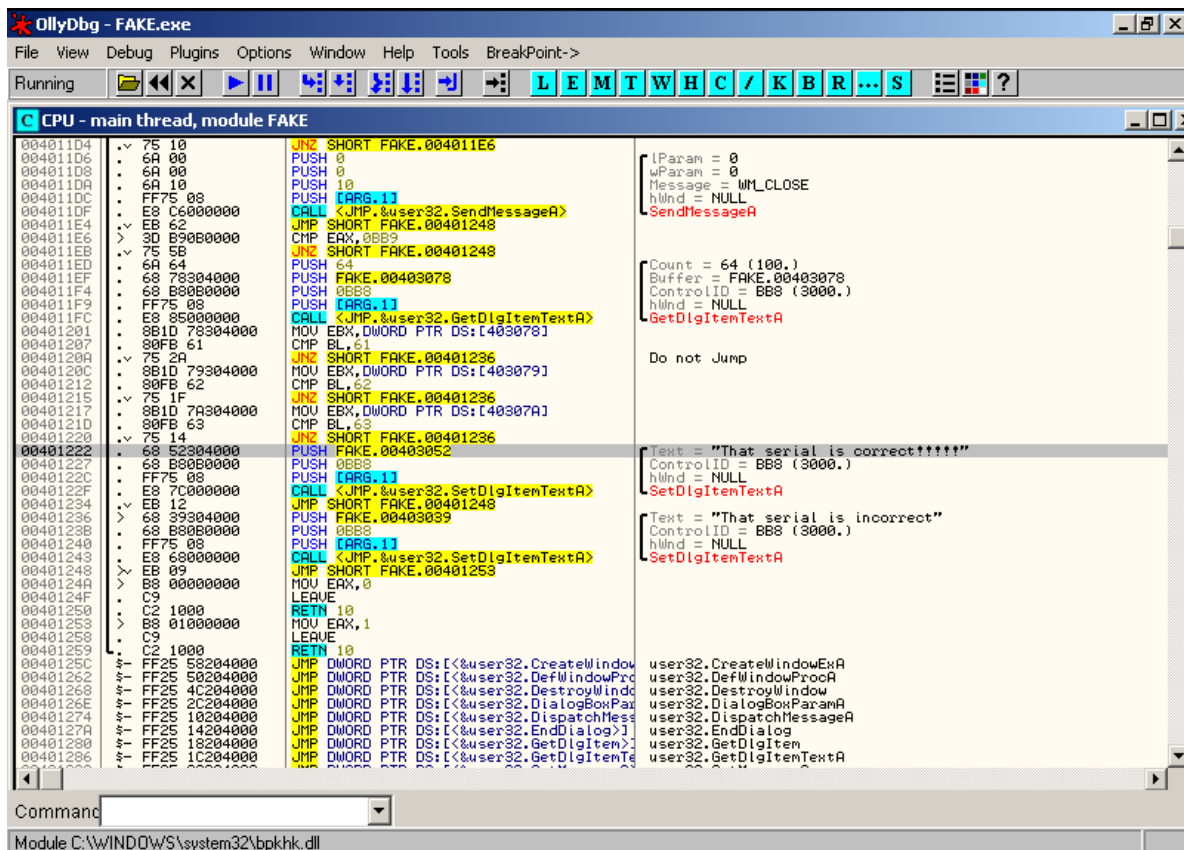 OllyDbg - FAKE.exe
File View Debug Plugins Options Window Help Tools BreakPoint->
Running L E M T W H C / K B R ... S ?
C CPU - main thread, module FAKE
004011D4 .v 75 10 JNZ SHORT FAKE.004011E6
004011D6 . 6A 00 PUSH 0 lParam = 0
004011D8 . 6A 00 PUSH 0 wParam = 0
004011DA . 6A 10 PUSH 10 Message = WM_CLOSE
004011DC . FF75 08 PUSH [ARG.1] hWnd = NULL
004011DF . E8 C6000000 CALL <JMP.&user32.SendMessageA> SendMessageA
004011E4 .v EB 62 JMP SHORT FAKE.00401248
004011E6 > 3D B90B0000 CMP EAX,0BB9
004011EB .v 75 5B JNZ SHORT FAKE.00401248
004011ED . 6A 64 PUSH 64 Count = 64 (100.)
004011EF . 68 78304000 PUSH FAKE.00403078 Buffer = FAKE.00403078
004011F4 . 68 B80B0000 PUSH 0BB8 ControlID = BB8 (3000.)
004011F9 . FF75 08 PUSH [ARG.1] hWnd = NULL
004011FC . E8 85000000 CALL <JMP.&user32.GetDlgItemTextA> GetDlgItemTextA
00401201 . 8B1D 78304000 MOV EBX,DWORD PTR DS:[403078]
00401207 . 80FB 61 CMP BL,61
0040120A .v 75 2A JNZ SHORT FAKE.00401236 Do not Jump
0040120C . 8B1D 79304000 MOV EBX,DWORD PTR DS:[403079]
00401212 . 80FB 62 CMP BL,62
00401215 .v 75 1F JNZ SHORT FAKE.00401236
00401217 . 8B1D 7A304000 MOV EBX,DWORD PTR DS:[40307A]
0040121D . 80FB 63 CMP BL,63
00401220 .v 75 14 JNZ SHORT FAKE.00401236
00401222 . 68 52304000 PUSH FAKE.00403052 Text = "That serial is correct!!!!!"
00401227 . 68 B80B0000 PUSH 0BB8 ControlID = BB8 (3000.)
0040122C . FF75 08 PUSH [ARG.1] hWnd = NULL
0040122F . E8 7C000000 CALL <JMP.&user32.SetDlgItemTextA> SetDlgItemTextA
00401234 .v EB 12 JMP SHORT FAKE.00401248
00401236 > 68 39304000 PUSH FAKE.00403039 Text = "That serial is incorrect"
0040123B . 68 B80B0000 PUSH 0BB8 ControlID = BB8 (3000.)
00401240 . FF75 08 PUSH [ARG.1] hWnd = NULL
00401243 . E8 68000000 CALL <JMP.&user32.SetDlgItemTextA> SetDlgItemTextA
00401248 >v EB 09 JMP SHORT FAKE.00401253
0040124A > B8 00000000 MOV EAX,0
0040124F . C9 LEAVE
00401250 . C2 1000 RETN 10
00401253 > B8 01000000 MOV EAX,1
00401258 . C9 LEAVE
00401259 . C2 1000 RETN 10
0040125C $- FF25 58204000 JMP DWORD PTR DS:[<&user32.CreateWindow user32.CreateWindowExA
00401262 $- FF25 50204000 JMP DWORD PTR DS:[<&user32.DefWindowPro user32.DefWindowProcA
00401268 $- FF25 4C204000 JMP DWORD PTR DS:[<&user32.DestroyWindo user32.DestroyWindow
0040126E $- FF25 2C204000 JMP DWORD PTR DS:[<&user32.DialogBoxPar user32.DialogBoxParamA
00401274 $- FF25 10204000 JMP DWORD PTR DS:[<&user32.DispatchMess user32.DispatchMessageA
0040127A $- FF25 14204000 JMP DWORD PTR DS:[<&user32.EndDialog>] user32.EndDialog
00401280 $- FF25 18204000 JMP DWORD PTR DS:[<&user32.GetDlgItem>] user32.GetDlgItem
00401286 $- FF25 1C204000 JMP DWORD PTR DS:[<&user32.GetDlgItemTe user32.GetDlgItemTextA
Command
Module C:\WINDOWS\system32\bpkhk.dll